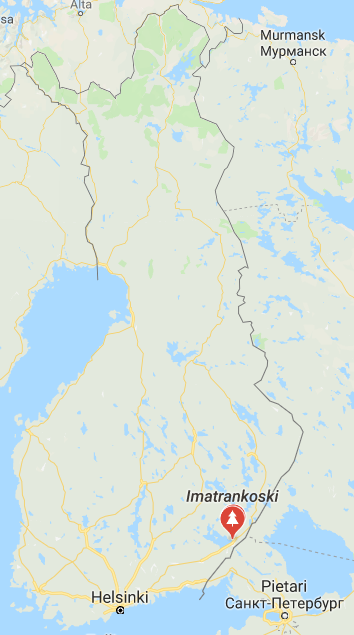 Alta
Murmansk
Мурманск
Imatrankoski
Helsinki
Pietari
Санкт-Петербург